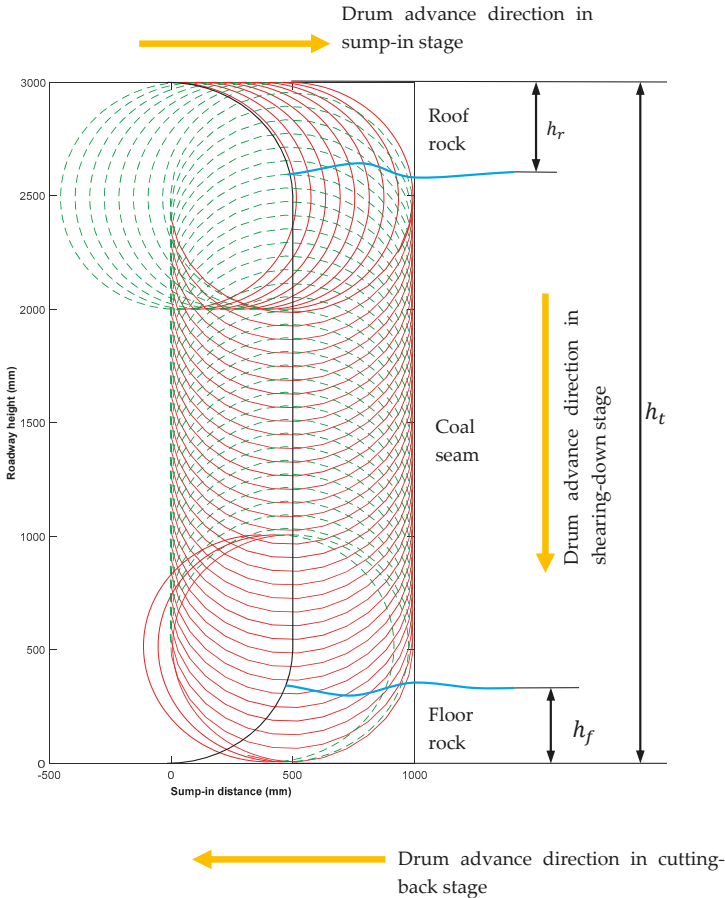 Drum advance direction in
sump-in stage
3000
Roof
rock
h_r
2500
2000
Drum advance direction in
shearing-down stage
h_t
1500
Roadway height (mm)
Coal
seam
1000
500
Floor
rock
h_f
0
-500
0
500
1000
Sump-in distance (mm)
Drum advance direction in cutting-
back stage